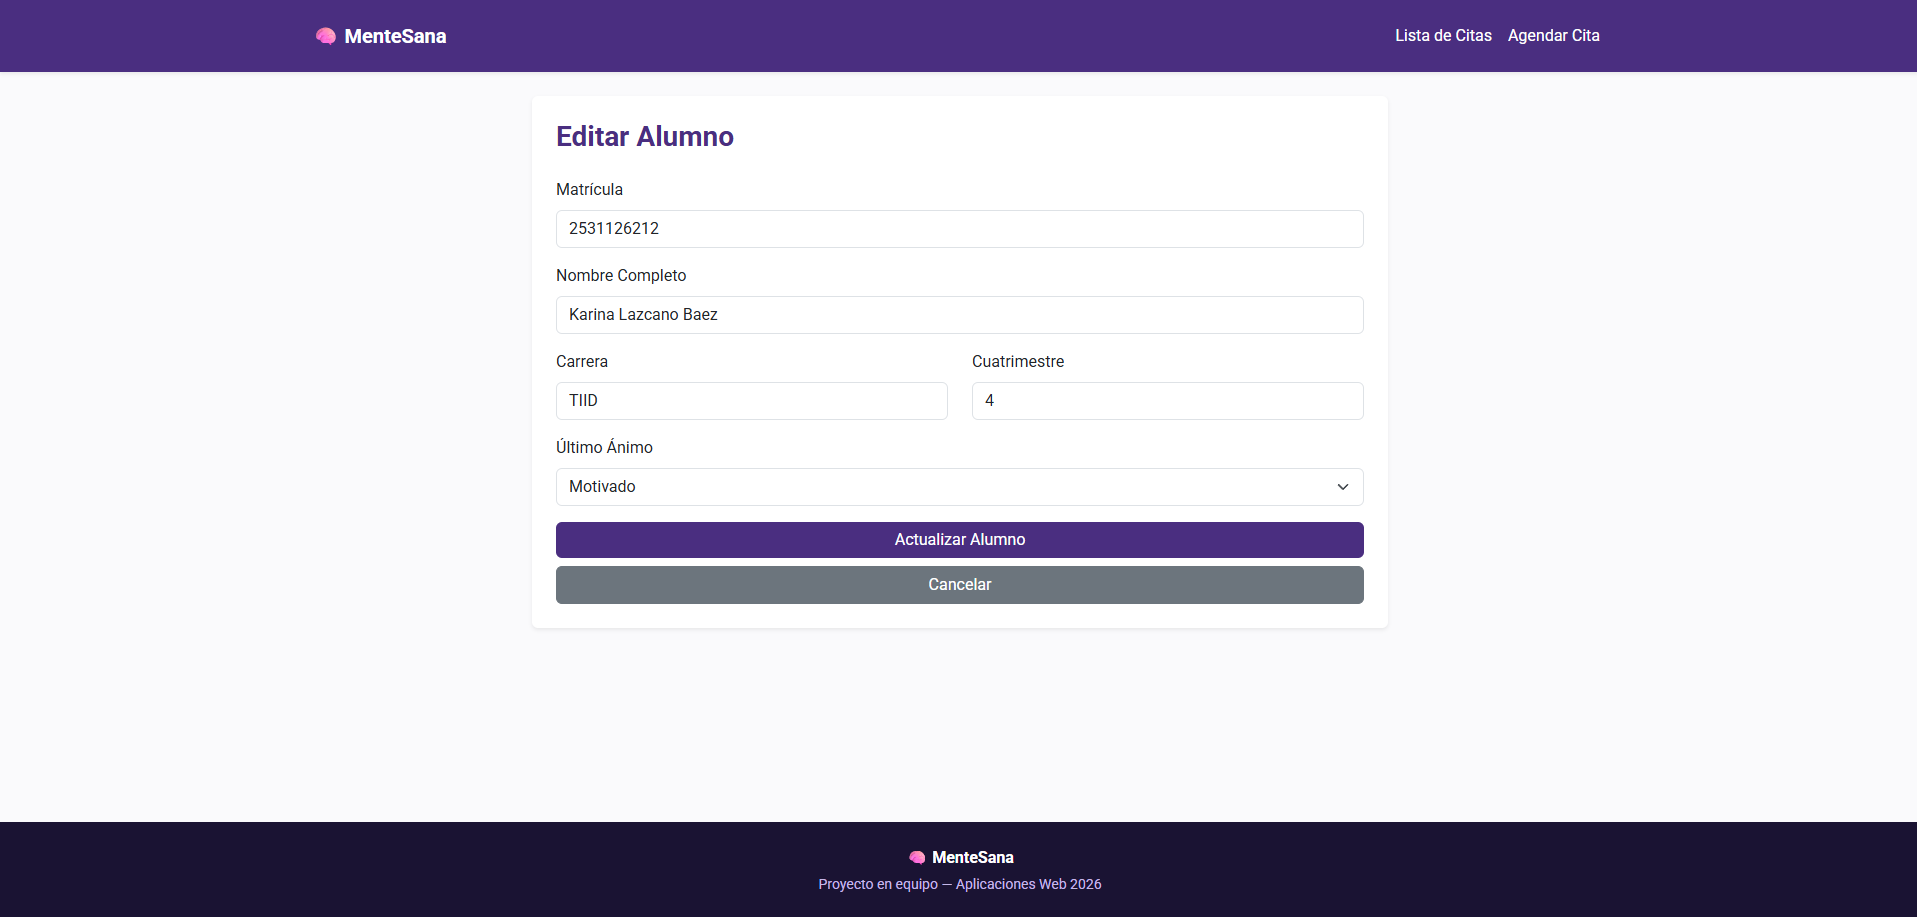 MenteSana
Lista de Citas Agendar Cita
Editar Alumno
Matrícula
2531126212
Nombre Completo
Karina Lazcano Baez
Carrera Cuatrimestre
TIID 4
Último Ánimo
Motivado
Actualizar Alumno
Cancelar
MenteSana
Proyecto en equipo — Aplicaciones Web 2026